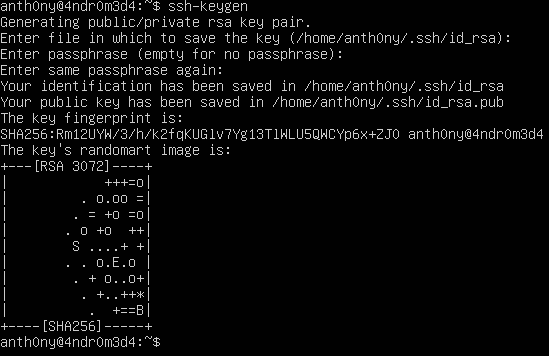 anth0ny@4ndr0m3d4:~$ ssh-keygen
Generating public/private rsa key pair.
Enter file in which to save the key (/home/anth0ny/.ssh/id_rsa):
Enter passphrase (empty for no passphrase):
Enter same passphrase again:
Your identification has been saved in /home/anth0ny/.ssh/id_rsa
Your public key has been saved in /home/anth0ny/.ssh/id_rsa.pub
The key fingerprint is:
SHA256:Rm12UYW/3/h/k2fqKUGlv7Yg13TlWLU5QWCYp6x+ZJ0 anth0ny@4ndr0m3d4
The key's randomart image is:
+---[RSA 3072]----+
|             +++=o|
|          . o.oo =|
|         . = +o =o|
|        . o +o  ++|
|         S ....+ +|
|        . . o.E.o |
|         . + o..o+|
|          . +..++*|
|           .  +==B|
+----[SHA256]-----+
anth0ny@4ndr0m3d4:~$